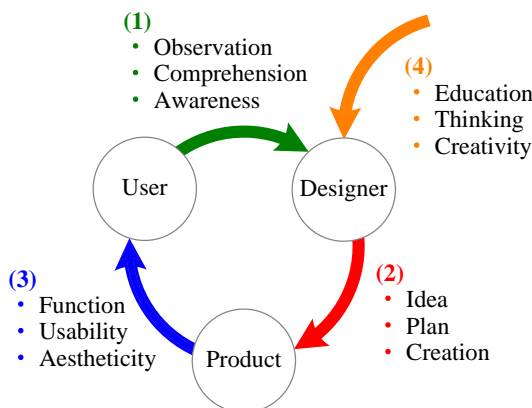 (1)
• Observation
• Comprehension
• Awareness
(4)
• Education
• Thinking
• Creativity
User
Designer
(3)
• Function
• Usability
• Aestheticity
(2)
• Idea
• Plan
• Creation
Product